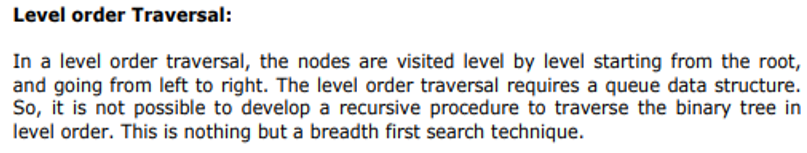 Level order Traversal:
In a level order traversal, the nodes are visited level by level starting from the root,
and going from left to right. The level order traversal requires a queue data structure.
So, it is not possible to develop a recursive procedure to traverse the binary tree in
level order. This is nothing but a breadth first search technique.